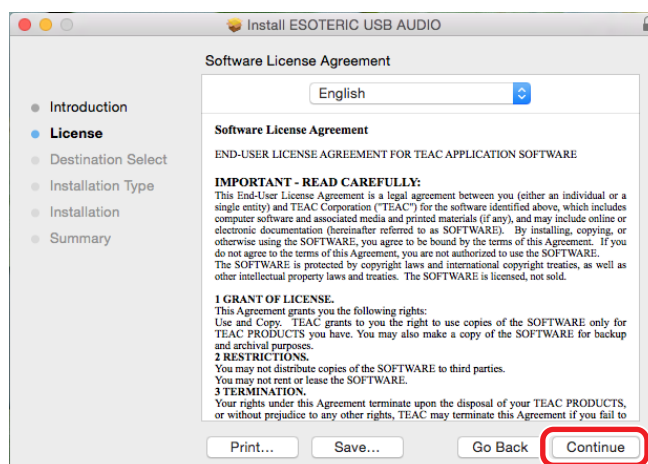 Install ESOTERIC USB AUDIO
Software License Agreement
Introduction
License
Destination Select
Installation Type
Installation
Summary
English
Software License Agreement
END-USER LICENSE AGREEMENT FOR TEAC APPLICATION SOFTWARE
IMPORTANT - READ CAREFULLY:
This End-User License Agreement is a legal agreement between you (either an individual or a
single entity) and TEAC Corporation ("TEAC") for the software identified above, which includes
computer software and associated media and printed materials (if any), and may include online or
electronic documentation (hereinafter referred to as SOFTWARE). By installing, copying, or
otherwise using the SOFTWARE, you agree to be bound by the terms of this Agreement. If you
do not agree to the terms of this Agreement, you are not authorized to use the SOFTWARE.
The SOFTWARE is protected by copyright laws and international copyright treaties, as well as
other intellectual property laws and treaties. The SOFTWARE is licensed, not sold.
1 GRANT OF LICENSE.
This Agreement grants you the following rights:
Use and Copy. TEAC grants to you the right to use copies of the SOFTWARE only for
TEAC PRODUCTS you have. You may also make a copy of the SOFTWARE for backup
and archival purposes.
2 RESTRICTIONS.
You may not distribute copies of the SOFTWARE to third parties.
You may not rent or lease the SOFTWARE.
3 TERMINATION.
Your rights under this Agreement terminate upon the disposal of your TEAC PRODUCTS,
or without prejudice to any other rights, TEAC may terminate this Agreement if you fail to
Print... Save... Go Back Continue